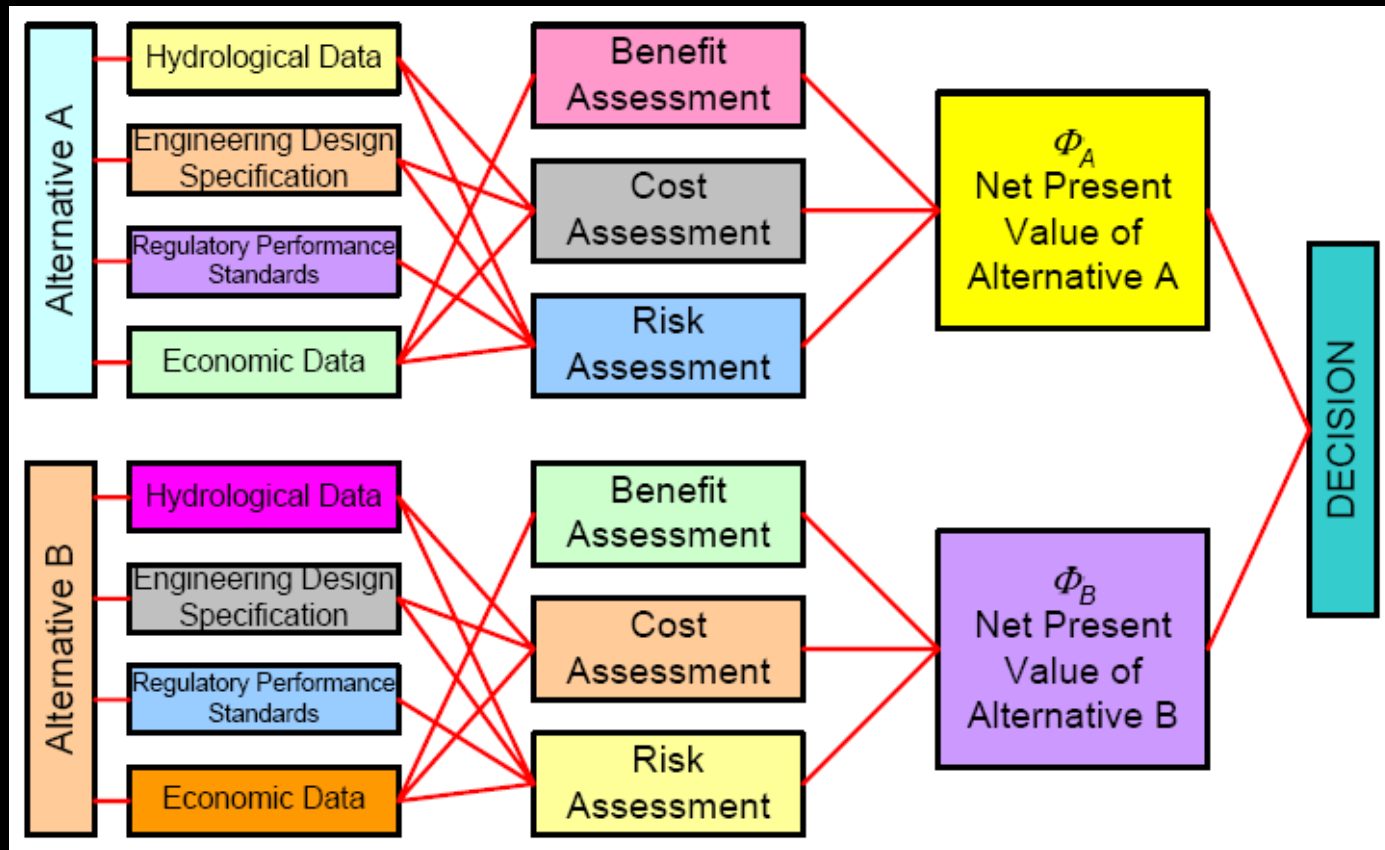 Alternative A
Hydrological Data
Engineering Design
Specification
Regulatory Performance
Standards
Economic Data
Benefit
Assessment
Cost
Assessment
Risk
Assessment
Φ_A
Net Present
Value of
Alternative A
Alternative B
Hydrological Data
Engineering Design
Specification
Regulatory Performance
Standards
Economic Data
Benefit
Assessment
Cost
Assessment
Risk
Assessment
Φ_B
Net Present
Value of
Alternative B
DECISION